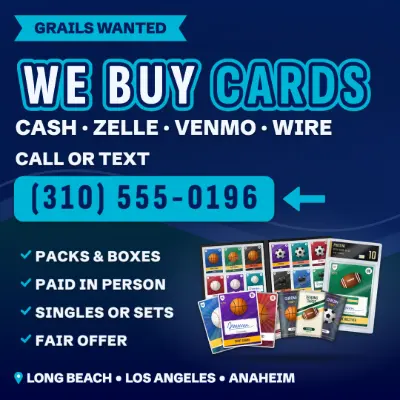 GRAILS WANTED
WE BUY CARDS
CASH • ZELLE • VENMO • WIRE
CALL OR TEXT
(310) 555-0196
PACKS & BOXES
PAID IN PERSON
SINGLES OR SETS
FAIR OFFER
10
LONG BEACH • LOS ANGELES • ANAHEIM